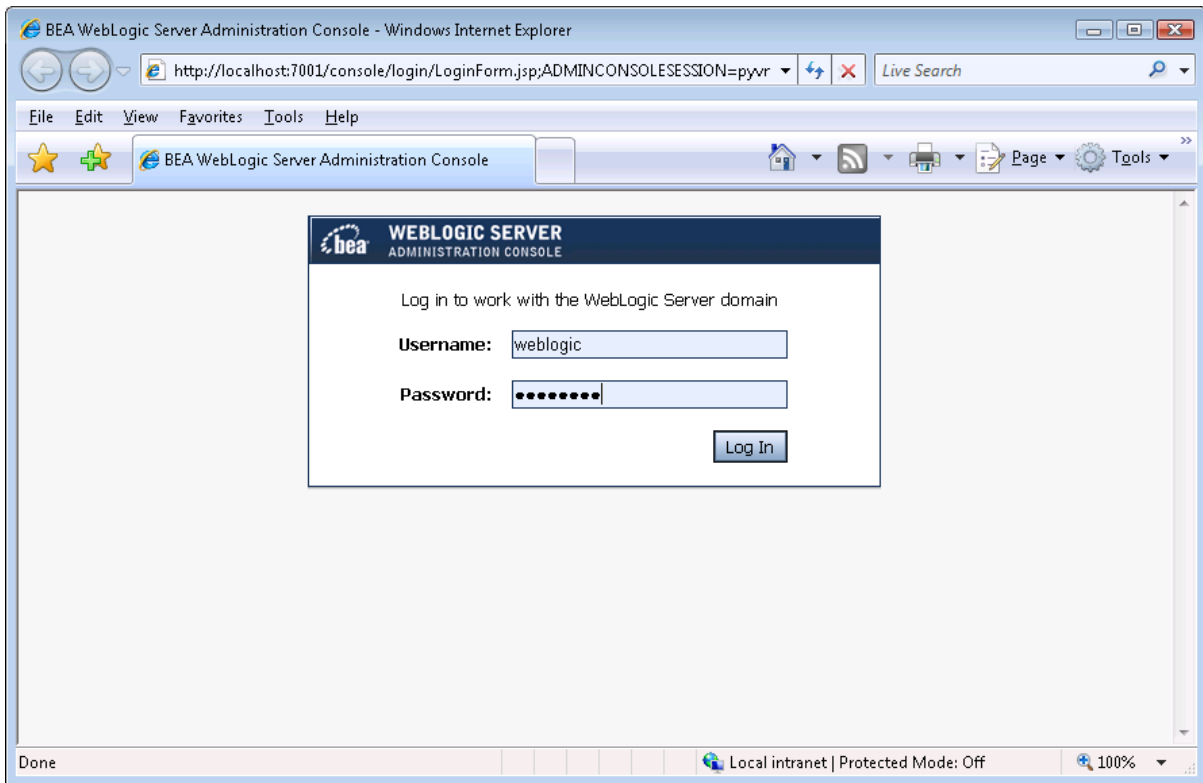 BEA WebLogic Server Administration Console - Windows Internet Explorer
http://localhost:7001/console/login/LoginForm.jsp;ADMINCONSOLESESSION=pyvr
Live Search
File Edit View Favorites Tools Help
BEA WebLogic Server Administration Console
Page Tools
bea WEBLOGIC SERVER
ADMINISTRATION CONSOLE
Log in to work with the WebLogic Server domain
Username: weblogic
Password: ••••••••
Log In
Done Local intranet | Protected Mode: Off 100%